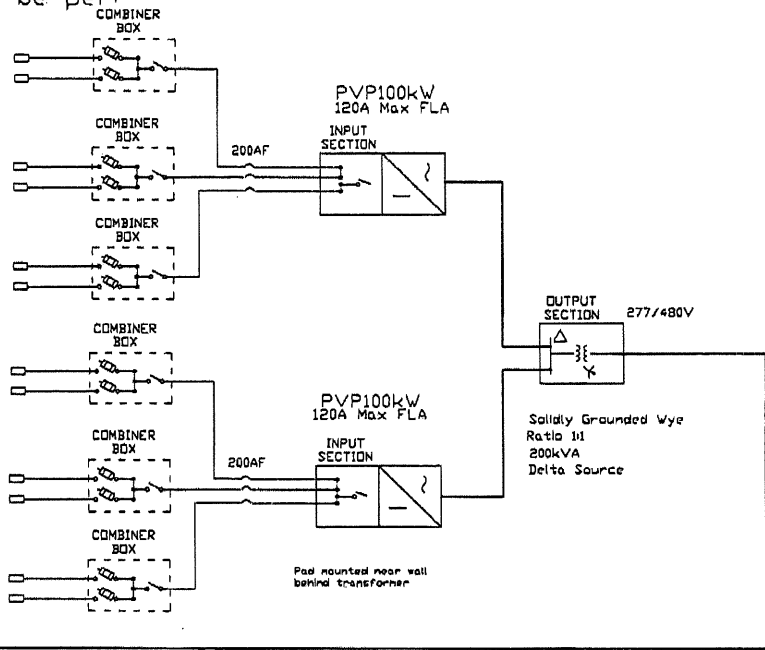 COMBINER
BOX
PVP100kW
120A Max FLA
INPUT
SECTION
COMBINER
BOX
200AF
COMBINER
BOX
OUTPUT
SECTION
277/480V
COMBINER
BOX
PVP100kW
120A Max FLA
Solidly Grounded Wye
Ratio 1:1
200kVA
Delta Source
COMBINER
BOX
INPUT
SECTION
200AF
COMBINER
BOX
Pad mounted near wall
behind transformer